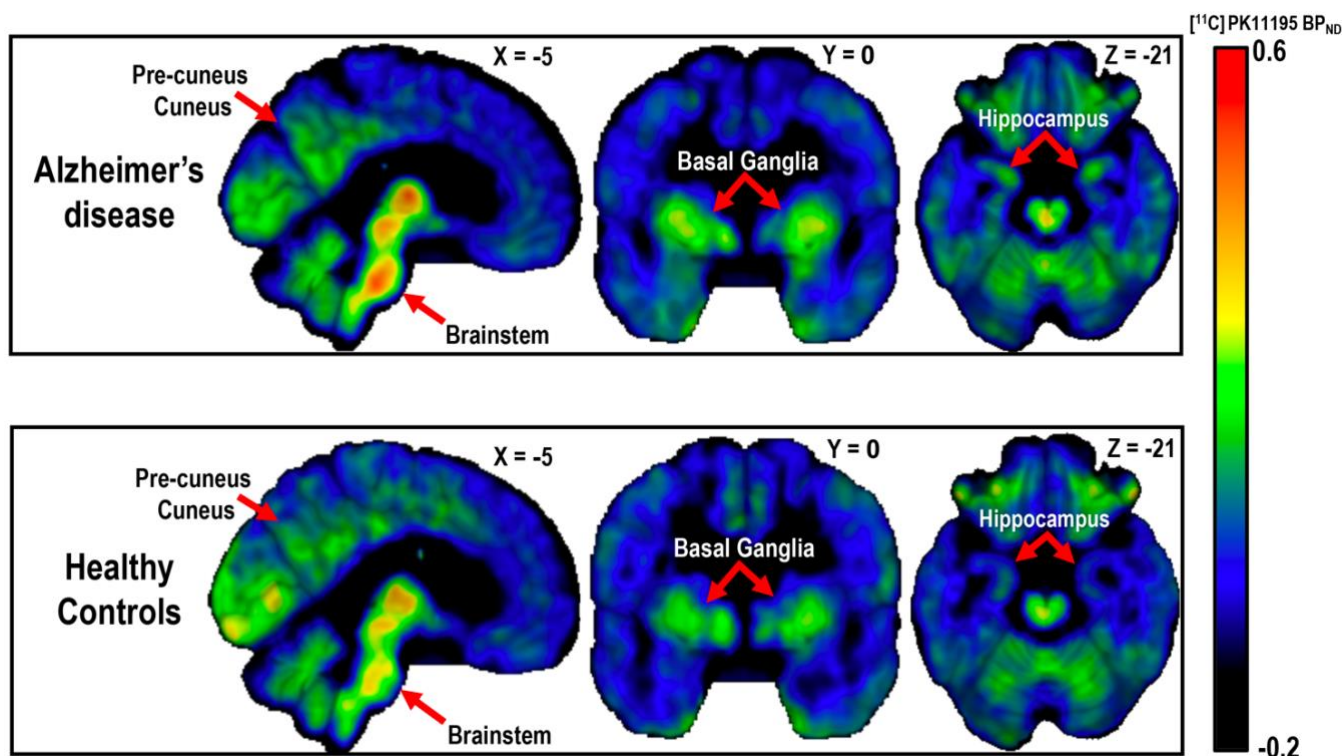 [¹¹C] PK11195 BP_ND
0.6
X = -5
Y = 0
Z = -21
Pre-cuneus
Cuneus
Hippocampus
Basal Ganglia
Alzheimer's
disease
Brainstem
X = -5
Y = 0
Z = -21
Pre-cuneus
Cuneus
Hippocampus
Basal Ganglia
Healthy
Controls
Brainstem
-0.2